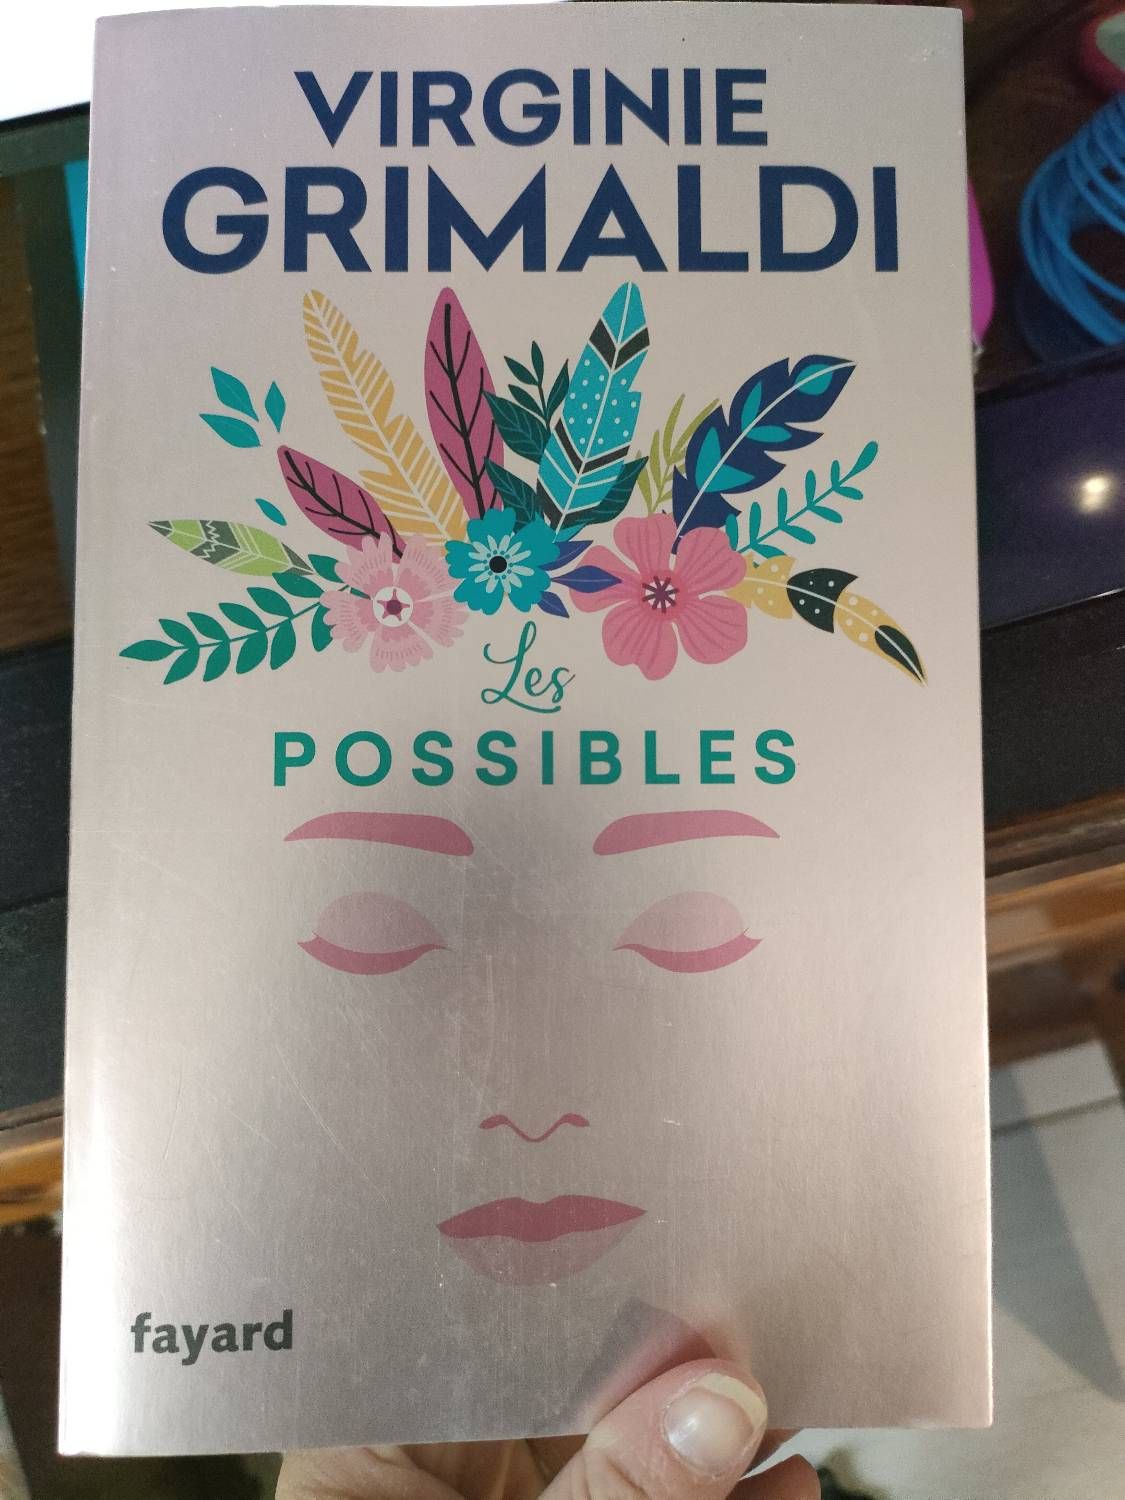 VIRGINIE
GRIMALDI
Les
POSSIBLES
fayard